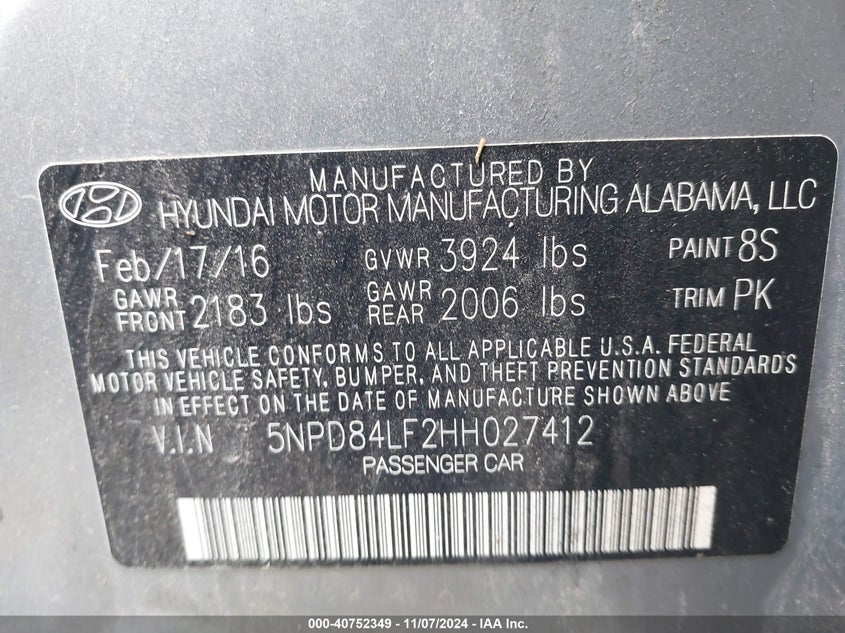 MANUFACTURED BY
HYUNDAI MOTOR MANUFACTURING ALABAMA, LLC
Feb/17/16 GVWR 3924 lbs PAINT 8S
GAWR FRONT 2183 lbs GAWR REAR 2006 lbs TRIM PK
THIS VEHICLE CONFORMS TO ALL APPLICABLE U.S.A. FEDERAL
MOTOR VEHICLE SAFETY, BUMPER, AND THEFT PREVENTION STANDARDS
IN EFFECT ON THE DATE OF MANUFACTURE SHOWN ABOVE
V.I.N 5NPD84LF2HH027412
PASSENGER CAR
000-40752349 - 11/07/2024 - IAA Inc.